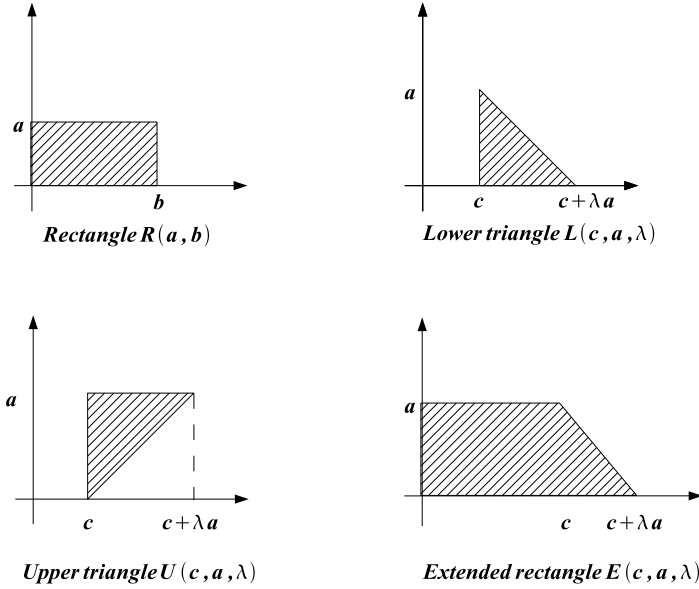 a
b
Rectangle R(a,b)
a
c c+λa
Lower triangle L(c,a,λ)
a
c c+λa
Upper triangle U(c,a,λ)
a
c c+λa
Extended rectangle E(c,a,λ)